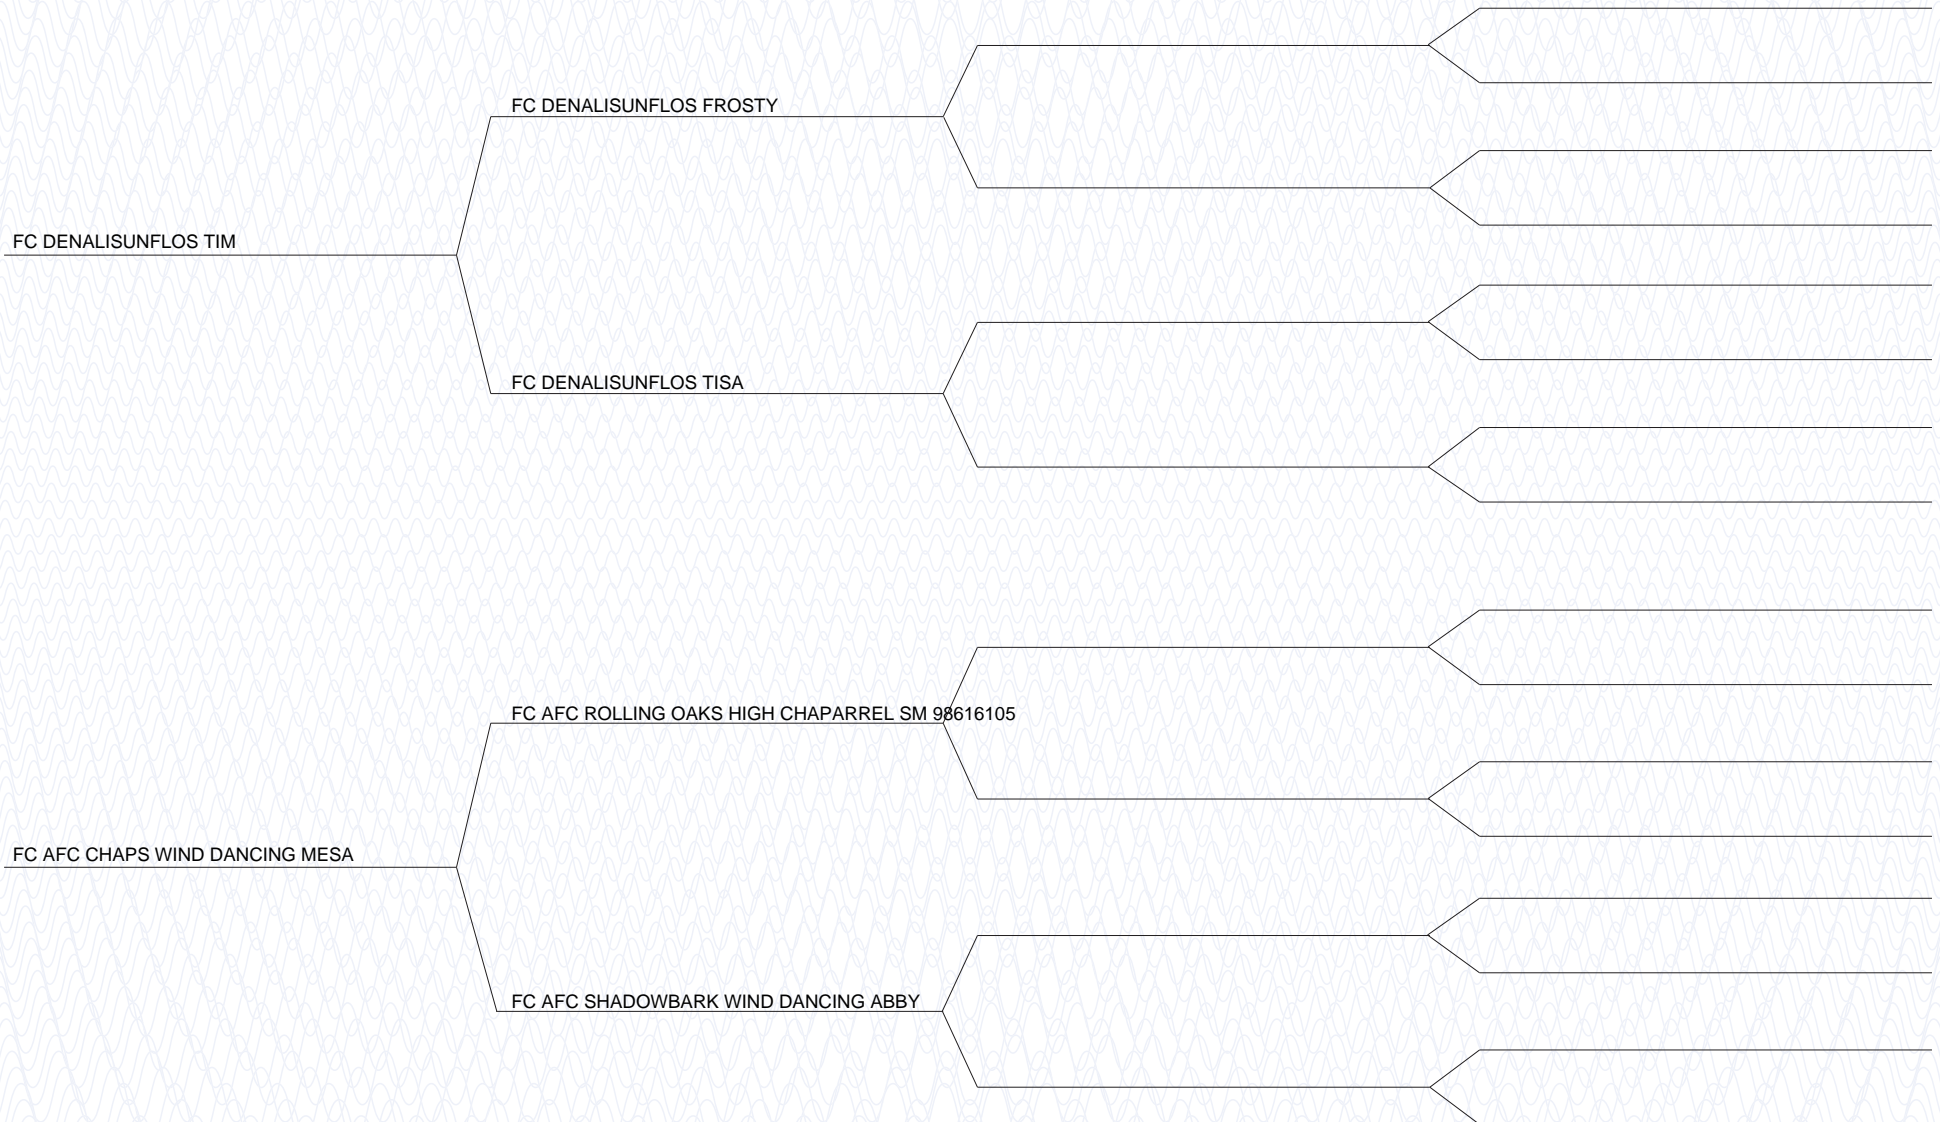 FC DENALISUNFLOS FROSTY
FC DENALISUNFLOS TIM
FC DENALISUNFLOS TISA
FC AFC ROLLING OAKS HIGH CHAPARREL SM 98616105
FC AFC CHAPS WIND DANCING MESA
FC AFC SHADOWBARK WIND DANCING ABBY